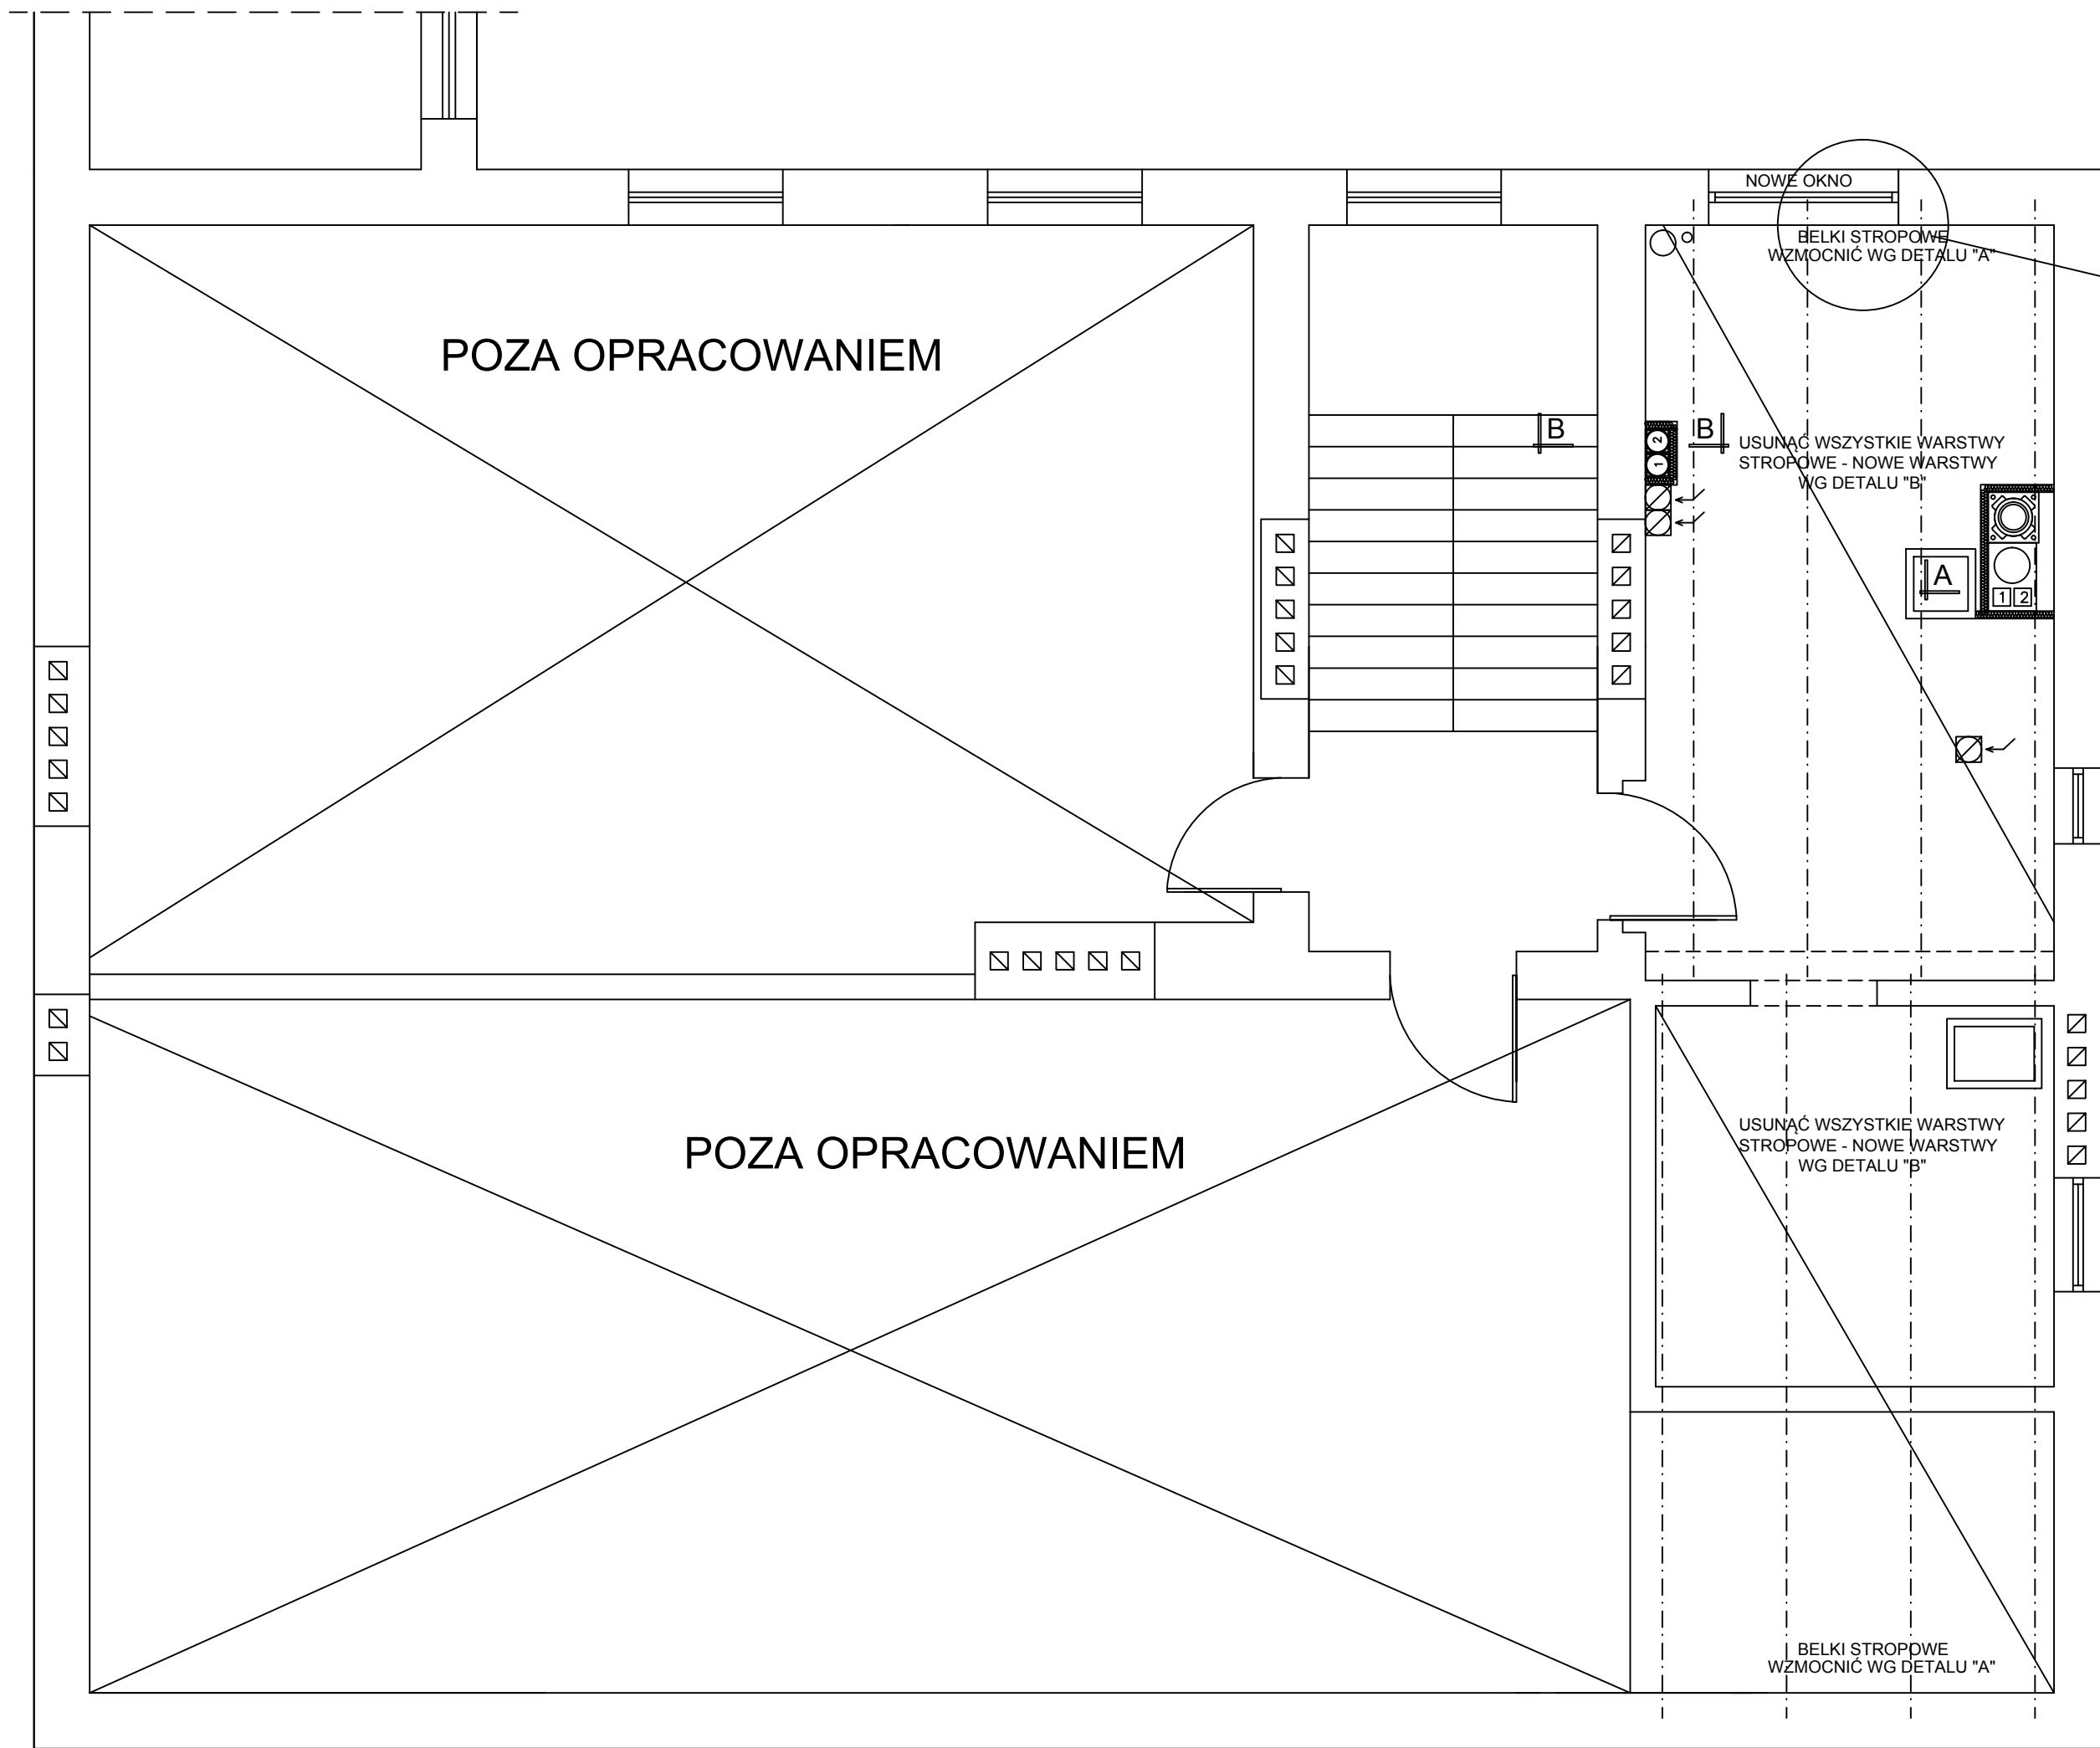 NOWE OKNO
BELKI STROPOWE
WZMOCNIĆ WG DETALU "A"
POZA OPRACOWANIEM
B
B
2
1
USUNĄĆ WSZYSTKIE WARSTWY
STROPOWE - NOWE WARSTWY
WG DETALU "B"
A
1 2
USUNĄĆ WSZYSTKIE WARSTWY
STROPOWE - NOWE WARSTWY
WG DETALU "B"
POZA OPRACOWANIEM
BELKI STROPOWE
WZMOCNIĆ WG DETALU "A"